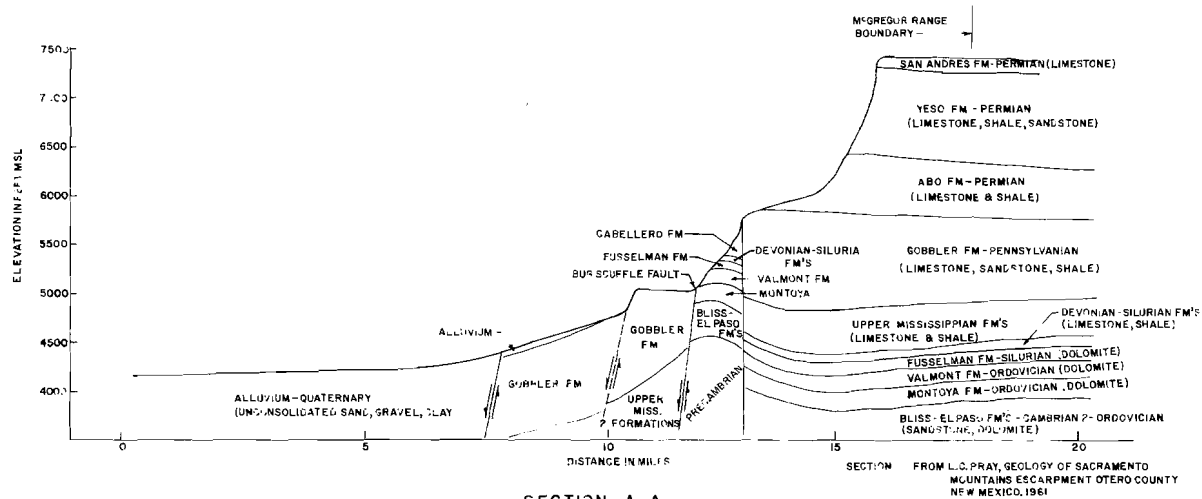 McGREGOR RANGE
BOUNDARY
7500
SAN ANDRES FM-PERMIAN (LIMESTONE)
7000
YESO FM - PERMIAN
(LIMESTONE, SHALE, SANDSTONE)
6500
ABO FM-PERMIAN
(LIMESTONE & SHALE)
6000
ELEVATION IN FEET MSL
CABELLERO FM
FUSSELMAN FM
DEVONIAN-SILURIA
FM'S
GOBBLER FM-PENNSYLVANIAN
(LIMESTONE, SANDSTONE, SHALE)
5500
BUG SCUFFLE FAULT
VALMONT FM
MONTOYA
5000
ALLUVIUM
GOBBLER
FM
BLISS-
EL PASO
FM'S
UPPER MISSISSIPPIAN FM'S
(LIMESTONE & SHALE)
DEVONIAN-SILURIAN FM'S
(LIMESTONE, SHALE)
4500
FUSSELMAN FM-SILURIAN (DOLOMITE)
VALMONT FM-ORDOVICIAN (DOLOMITE)
MONTOYA FM-ORDOVICIAN (DOLOMITE)
4000
GOBBLER FM
ALLUVIUM-QUATERNARY
(UNCONSOLIDATED SAND, GRAVEL, CLAY
UPPER
MISS.
? FORMATIONS
PRECAMBRIAN
BLISS-EL PASO FM'S-CAMBRIAN ?-ORDOVICIAN
(SANDSTONE, DOLOMITE)
0 5 10 15 20
DISTANCE IN MILES
SECTION FROM L.C. PRAY, GEOLOGY OF SACRAMENTO
MOUNTAINS ESCARPMENT OTERO COUNTY
NEW MEXICO, 1961